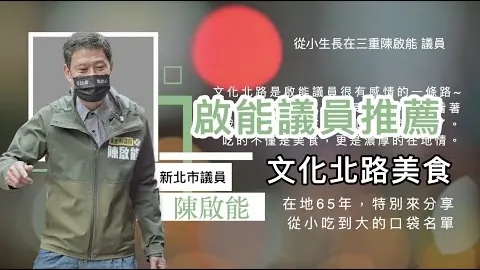 從小生長在三重陳啟能 議員
文化北路是啟能議員很有感情的一條路~
著
啟能議員推薦
吃的不僅是美食，更是濃厚的在地情。
文化北路美食
陳啟能
新北市議員
陳啟能
在地65年，特別來分享
從小吃到大的口袋名單